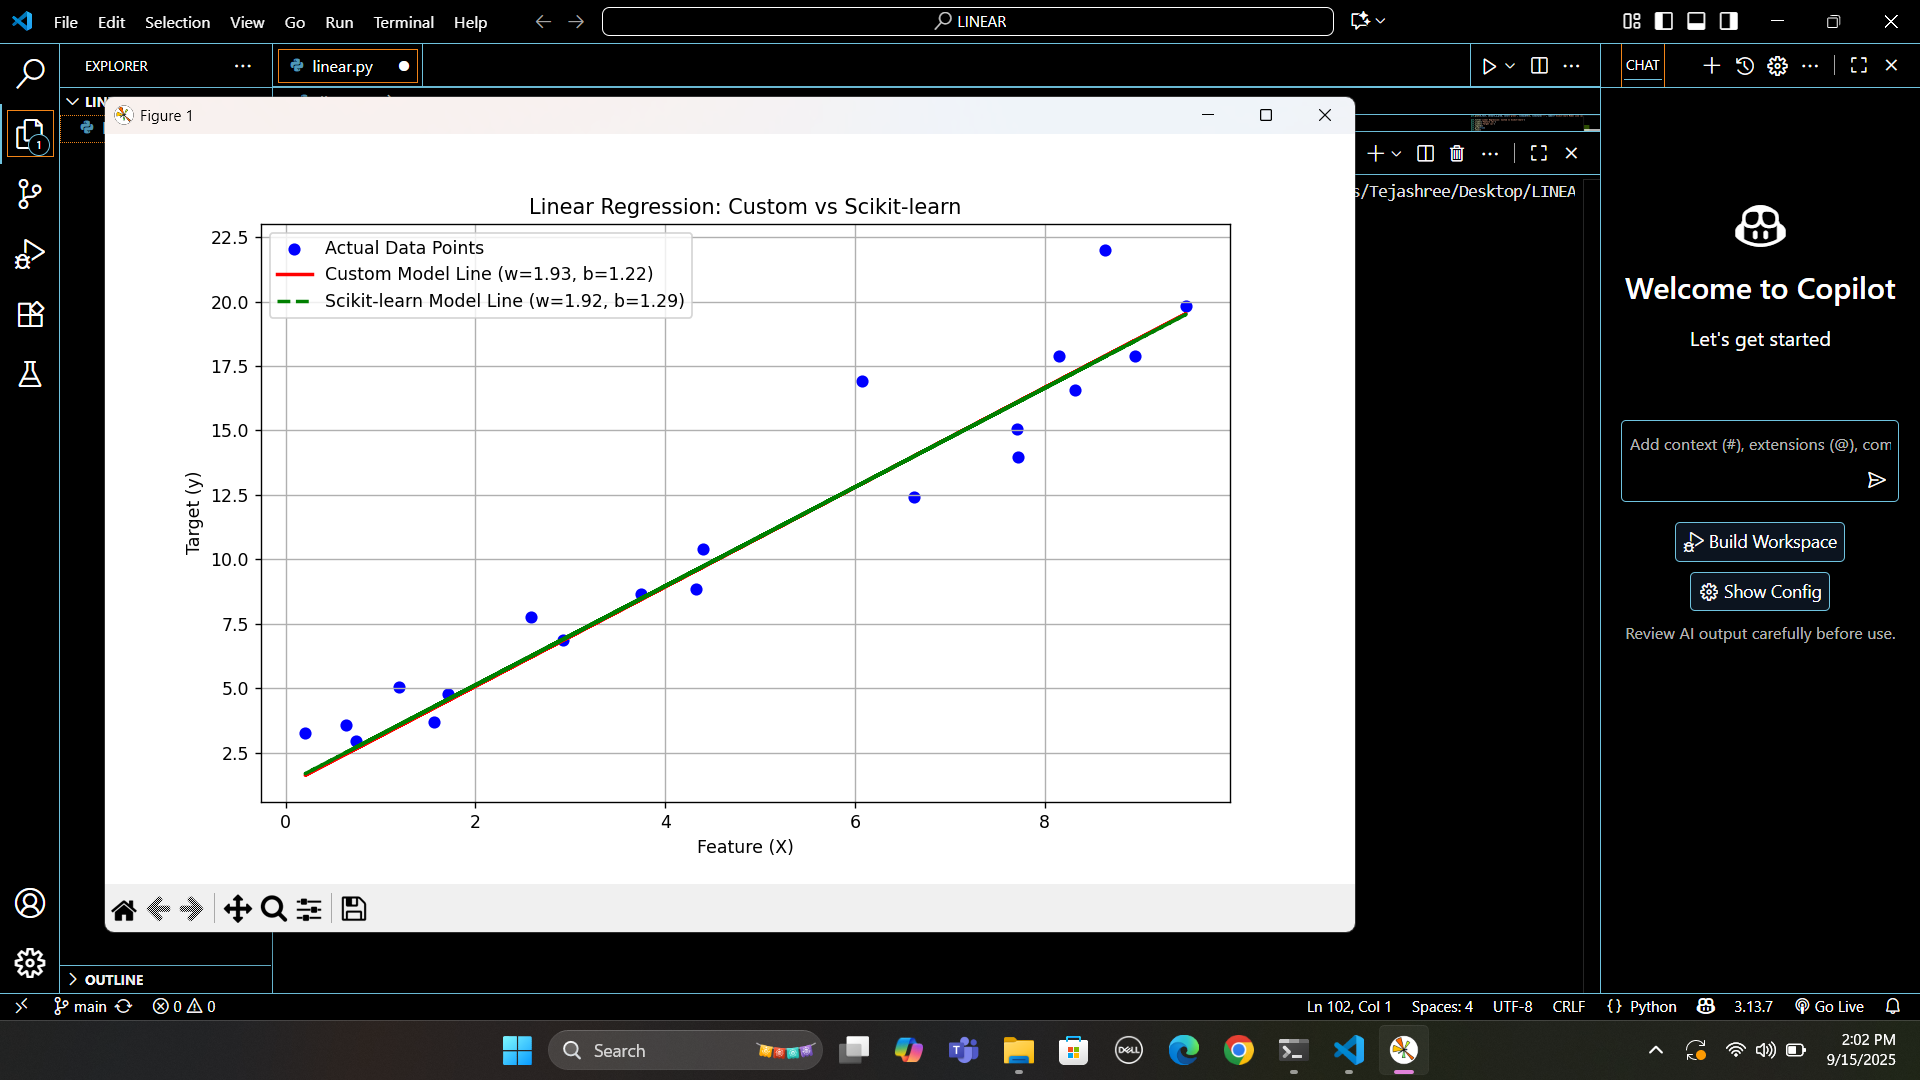 File Edit Selection View Go Run Terminal Help
LINEAR
EXPLORER
linear.py
CHAT
LIN
Figure 1
s/Tejashree/Desktop/LINEA
Linear Regression: Custom vs Scikit-learn
22.5
20.0
17.5
15.0
12.5
10.0
7.5
5.0
2.5
Actual Data Points
Custom Model Line (w=1.93, b=1.22)
Scikit-learn Model Line (w=1.92, b=1.29)
Target (y)
0 2 4 6 8
Feature (X)
Welcome to Copilot
Let's get started
Add context (#), extensions (@), com
Build Workspace
Show Config
Review AI output carefully before use.
1
OUTLINE
main
0 0
Ln 102, Col 1
Spaces: 4
UTF-8
CRLF
{} Python
3.13.7
Go Live
Search
DELL
2:02 PM
9/15/2025